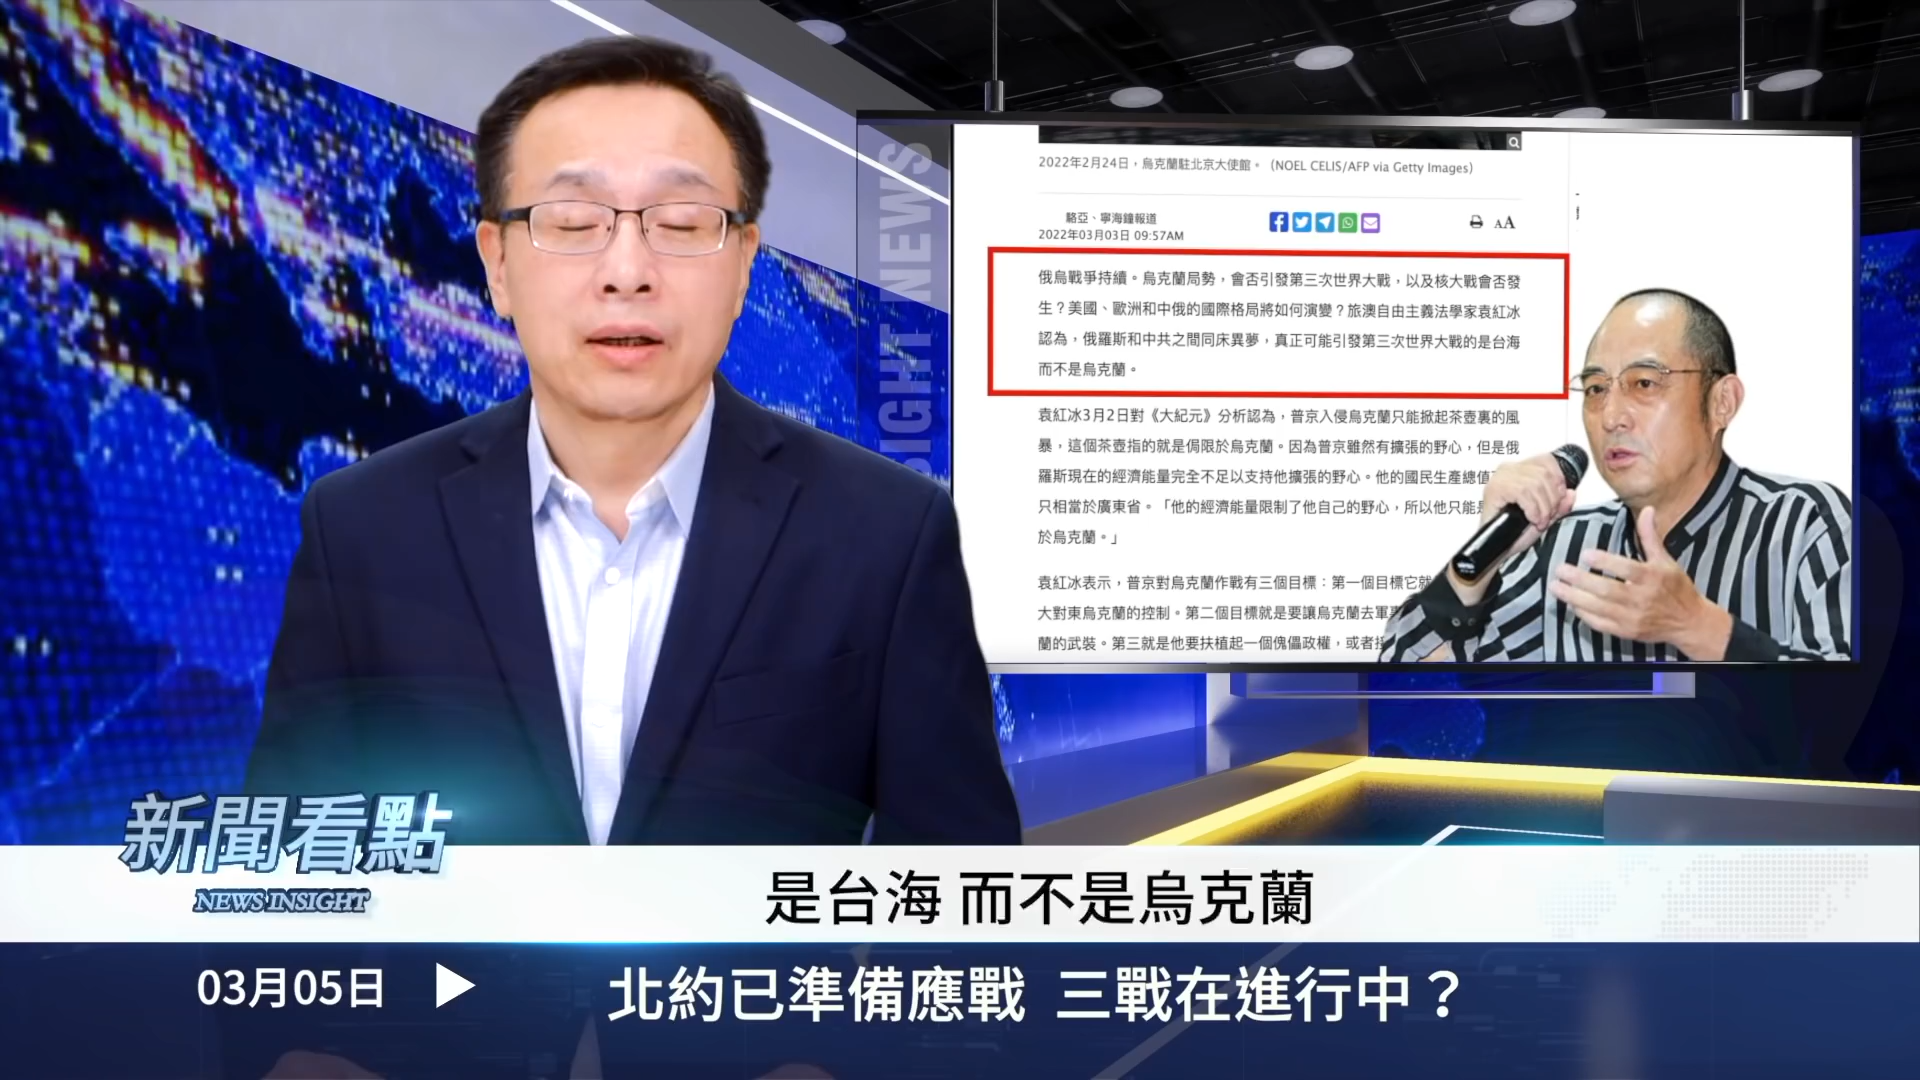 SIGHT NEWS
2022年2月24日，烏克蘭駐北京大使館。（NOEL CELIS/AFP via Getty Images）
駱亞、寧海鐘報道
2022年03月03日 09:57AM
AA
俄烏戰爭持續。烏克蘭局勢，會否引發第三次世界大戰，以及核大戰會否發
生？美國、歐洲和中俄的國際格局將如何演變？旅澳自由主義法學家袁紅冰
認為，俄羅斯和中共之間同床異夢，真正可能引發第三次世界大戰的是台海
而不是烏克蘭。
袁紅冰3月2日對《大紀元》分析認為，普京入侵烏克蘭只能掀起茶壺裏的風
暴，這個茶壺指的就是侷限於烏克蘭。因為普京雖然有擴張的野心，但是俄
羅斯現在的經濟能量完全不足以支持他擴張的野心。他的國民生產總值
只相當於廣東省。「他的經濟能量限制了他自己的野心，所以他只能
於烏克蘭。」
袁紅冰表示，普京對烏克蘭作戰有三個目標：第一個目標它就
大對東烏克蘭的控制。第二個目標就是要讓烏克蘭去軍
蘭的武裝。第三就是他要扶植起一個傀儡政權，或者
新聞看點
NEWS INSIGHT
是台海 而不是烏克蘭
03月05日
北約已準備應戰 三戰在進行中？